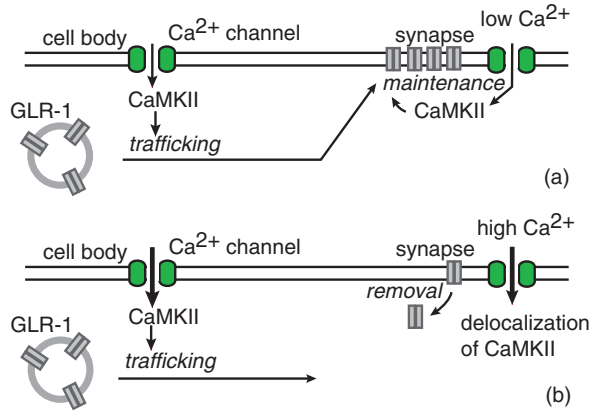 cell body
Ca2+ channel
synapse
low Ca2+
CaMKII
maintenance
CaMKII
GLR-1
trafficking
(a)
cell body
Ca2+ channel
synapse
high Ca2+
removal
CaMKII
GLR-1
delocalization
of CaMKII
trafficking
(b)